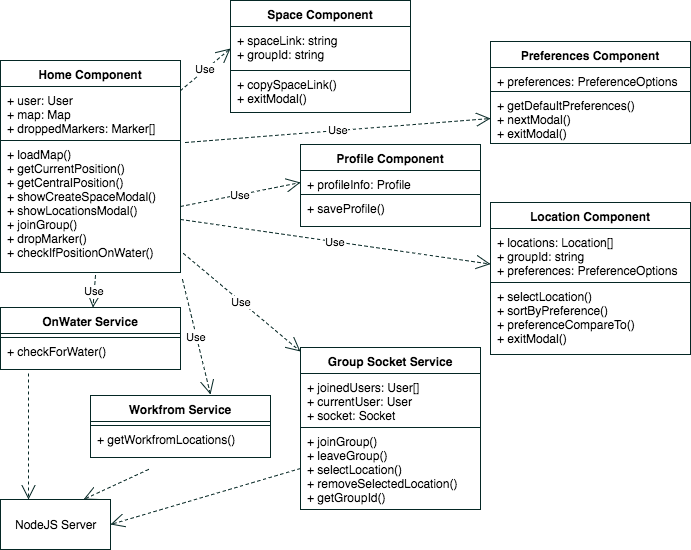 Space Component
+ spaceLink: string
+ groupId: string
+ copySpaceLink()
+ exitModal()
Use
Home Component
+ user: User
+ map: Map
+ droppedMarkers: Marker[]
+ loadMap()
+ getCurrentPosition()
+ getCentralPosition()
+ showCreateSpaceModal()
+ showLocationsModal()
+ joinGroup()
+ dropMarker()
+ checkIfPositionOnWater()
Preferences Component
+ preferences: PreferenceOptions
+ getDefaultPreferences()
+ nextModal()
+ exitModal()
Use
Profile Component
+ profileInfo: Profile
+ saveProfile()
Use
Location Component
+ locations: Location[]
+ groupId: string
+ preferences: PreferenceOptions
+ selectLocation()
+ sortByPreference()
+ preferenceCompareTo()
+ exitModal()
Use
Use
OnWater Service
+ checkForWater()
Use
Use
Group Socket Service
+ joinedUsers: User[]
+ currentUser: User
+ socket: Socket
+ joinGroup()
+ leaveGroup()
+ selectLocation()
+ removeSelectedLocation()
+ getGroupId()
Workfrom Service
+ getWorkfromLocations()
NodeJS Server